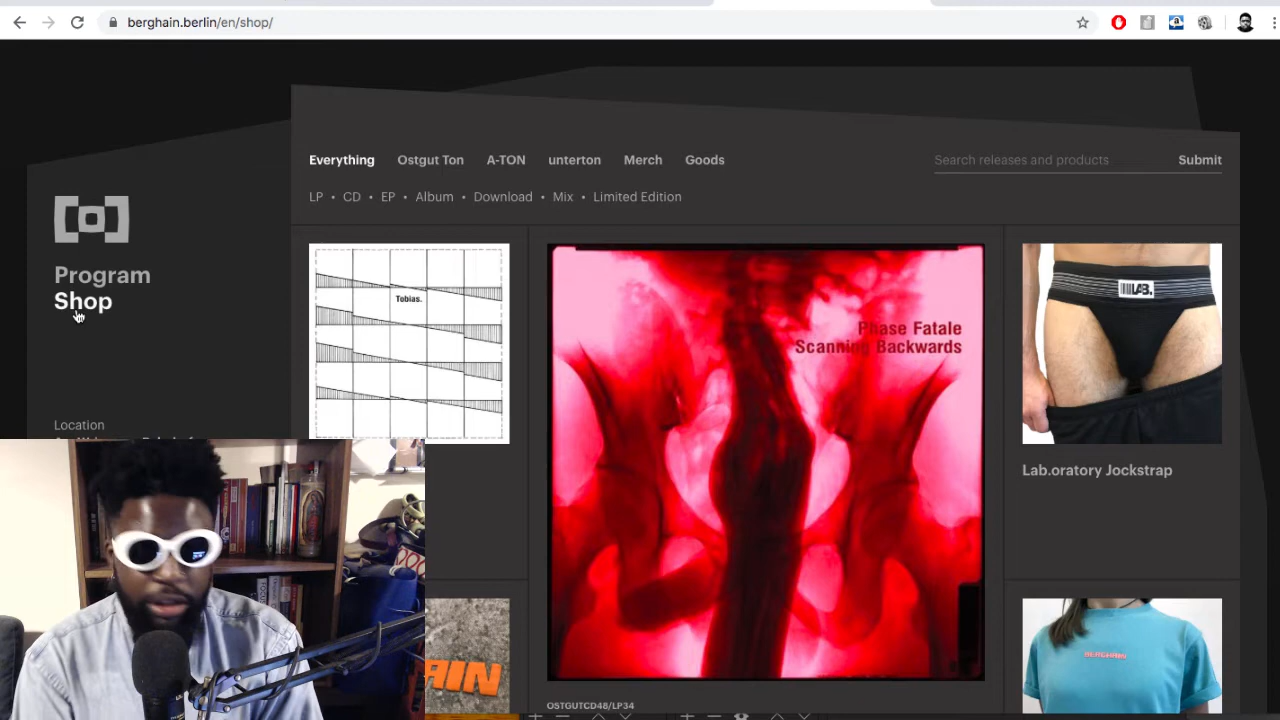 berghain.berlin/en/shop/
Everything Ostgut Ton A-TON unterton Merch Goods
Search releases and products Submit
LP • CD • EP • Album • Download • Mix • Limited Edition
Program
Shop
Location
Tobias.
Phase Fatale
Scanning Backwards
LAB.
Lab.oratory Jockstrap
AIN
BERGHAIN
OSTGUTCD48/LP34